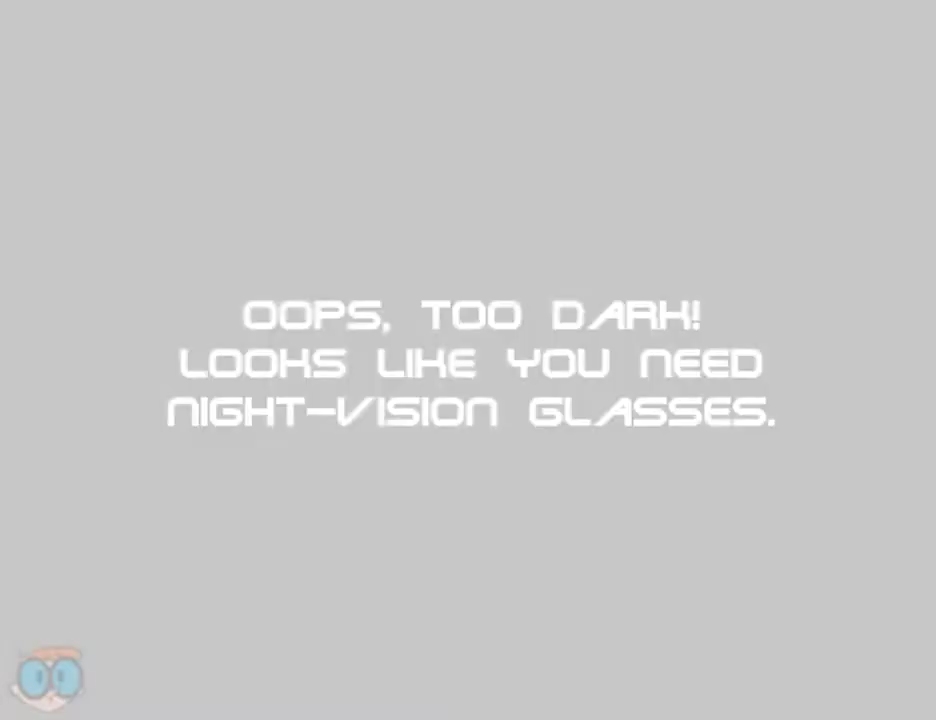 OOPS, TOO DARK!
LOOKS LIKE YOU NEED
NIGHT-VISION GLASSES.